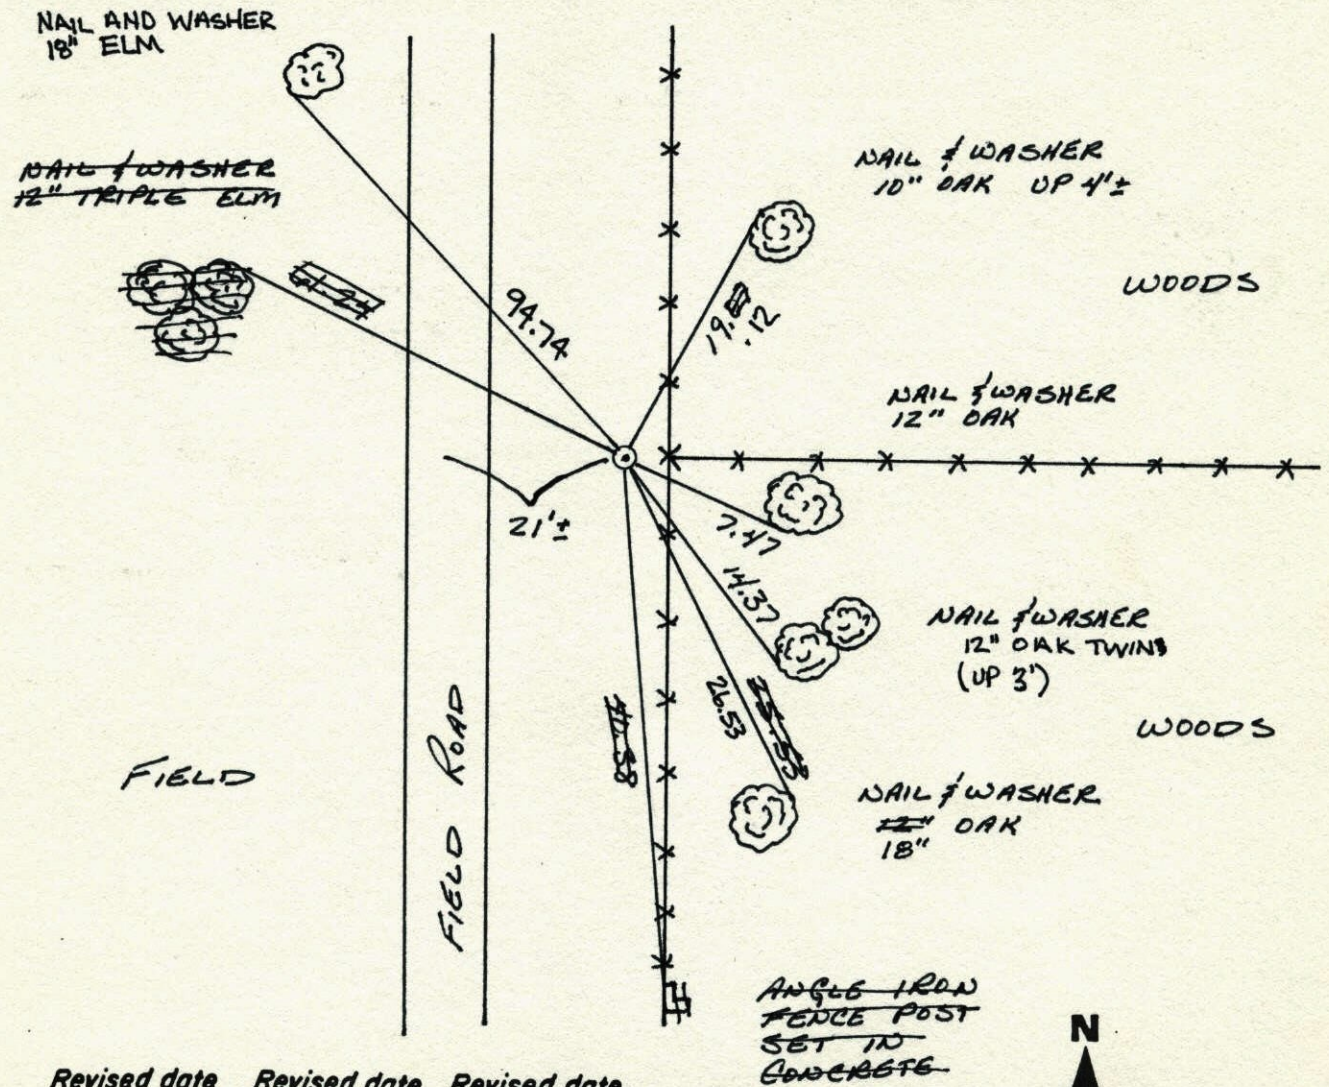 NAIL AND WASHER
18" ELM
NAIL & WASHER
12" TRIPLE ELM
94.74
NAIL & WASHER
10" OAK UP 4'±
19.
.12
WOODS
NAIL & WASHER
12" OAK
21'±
7.47
14.37
NAIL & WASHER
12" OAK TWINS
(UP 3')
26.53
25.53
WOODS
FIELD
FIELD ROAD
NAIL & WASHER
12" OAK
18"
ANGLE IRON
FENCE POST
SET IN
CONCRETE
N
Revised date Revised date Revised date